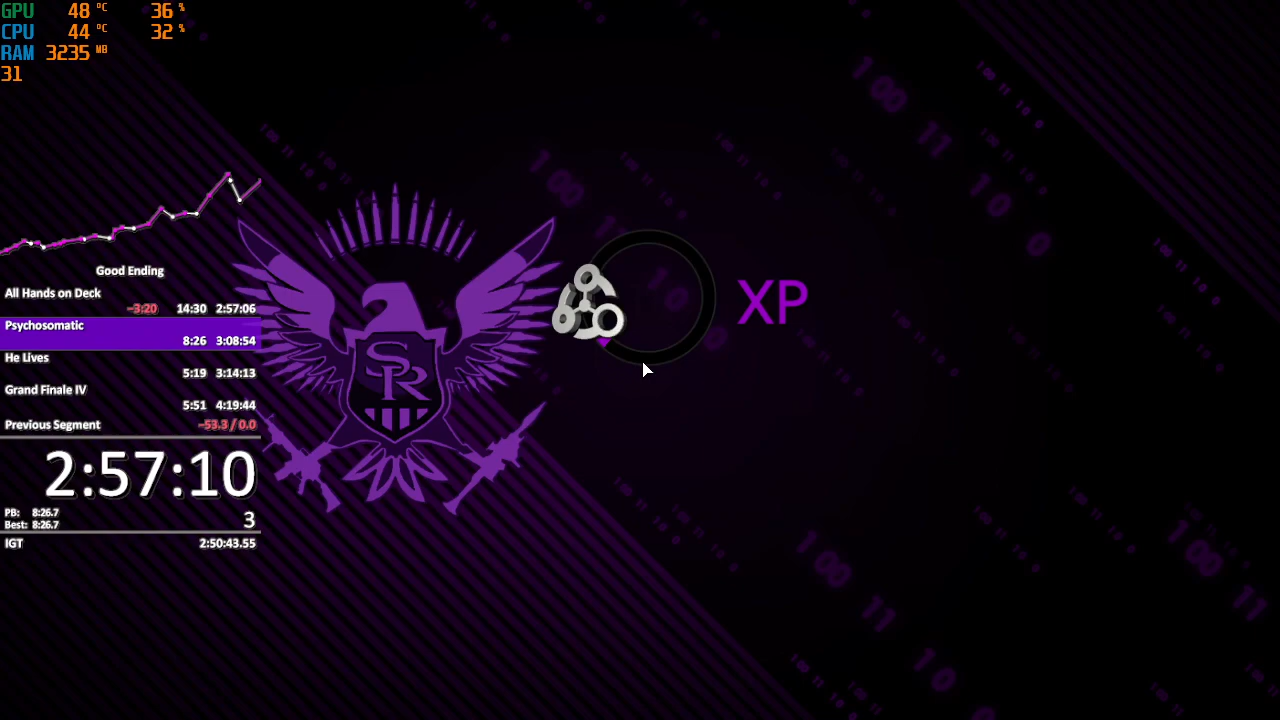 GPU 48 °C 36 %
CPU 44 °C 32 %
RAM 3235 MB
31
Good Ending
All Hands on Deck
−3:20 14:30 2:57:06
Psychosomatic
8:26 3:08:54
He Lives
5:19 3:14:13
Grand Finale IV
5:51 4:19:44
Previous Segment −53.3 / 0.0
2:57:10
PB: 8:26.7
Best: 8:26.7
3
IGT 2:50:43.55
SR
XP